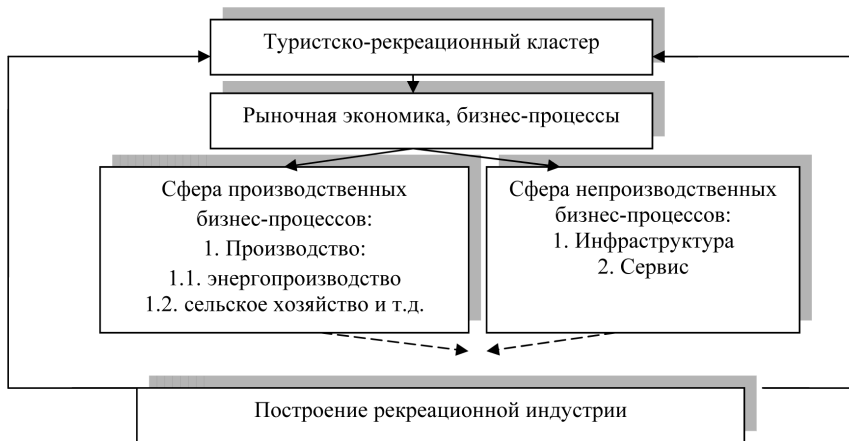 Туристско-рекреационный кластер
Рыночная экономика, бизнес-процессы
Сфера производственных
бизнес-процессов:
1. Производство:
1.1. энергопроизводство
1.2. сельское хозяйство и т.д.
Сфера непроизводственных
бизнес-процессов:
1. Инфраструктура
2. Сервис
Построение рекреационной индустрии